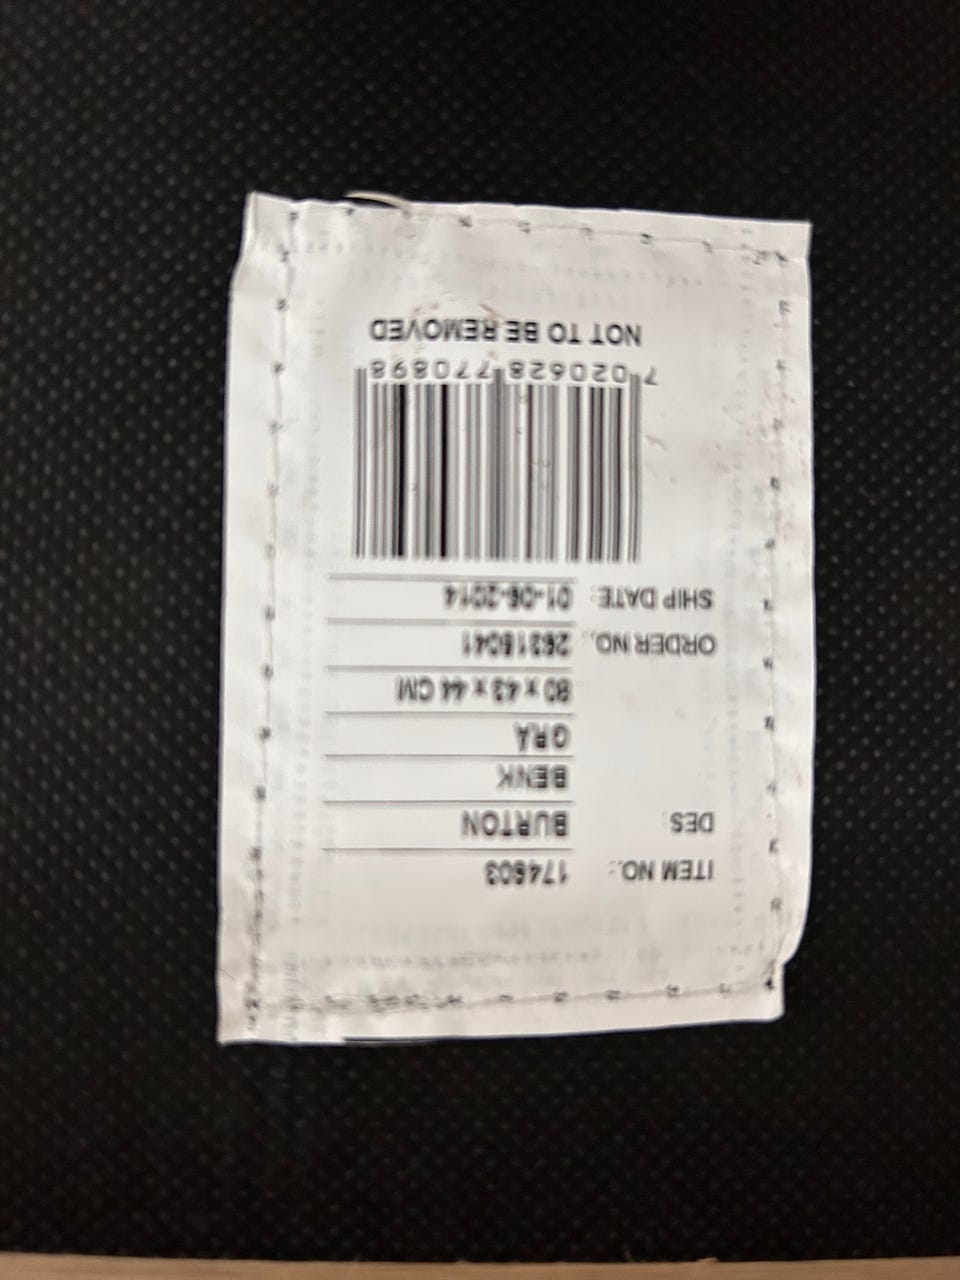 ITEM NO.: 174603
DES: BURTON
BENK
GRÅ
80 x 43 x 44 CM
ORDER NO.: 26316041
SHIP DATE: 01-06-2014
7 020628 770898
NOT TO BE REMOVED